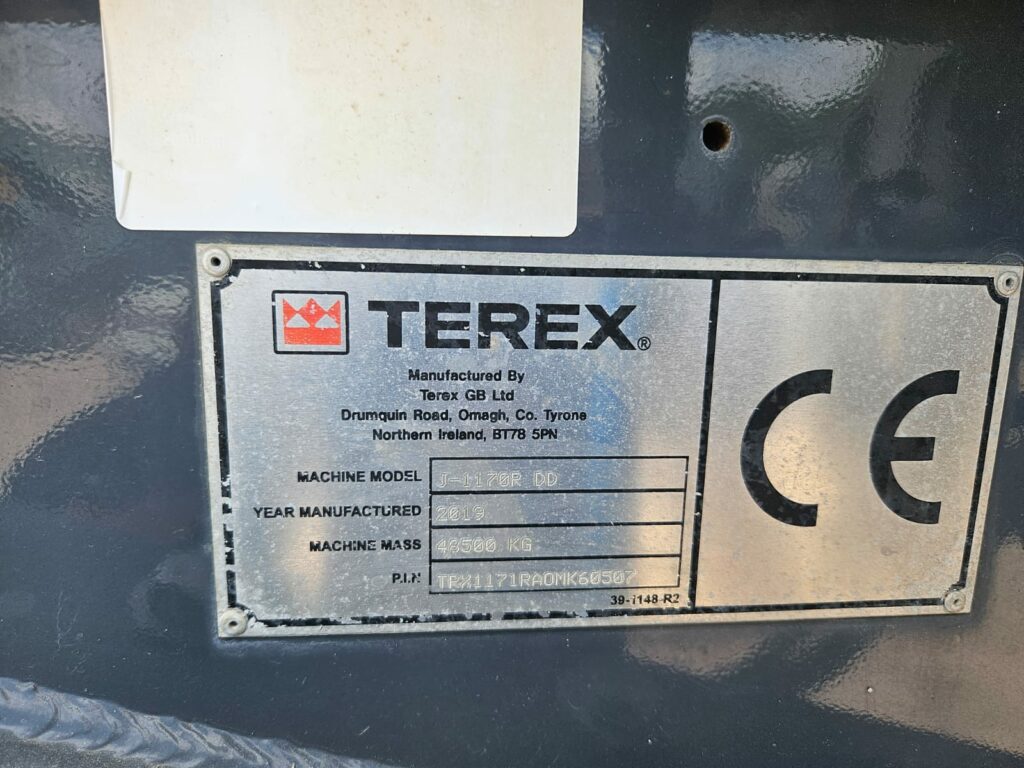 TEREX®
Manufactured By
Terex GB Ltd
Drumquin Road, Omagh, Co. Tyrone
Northern Ireland, BT78 5PN
MACHINE MODEL J-1170R DD
YEAR MANUFACTURED 2019
MACHINE MASS 48500 KG
P.I.N TRX1171RAOMK60507
39-1148 R2
CE